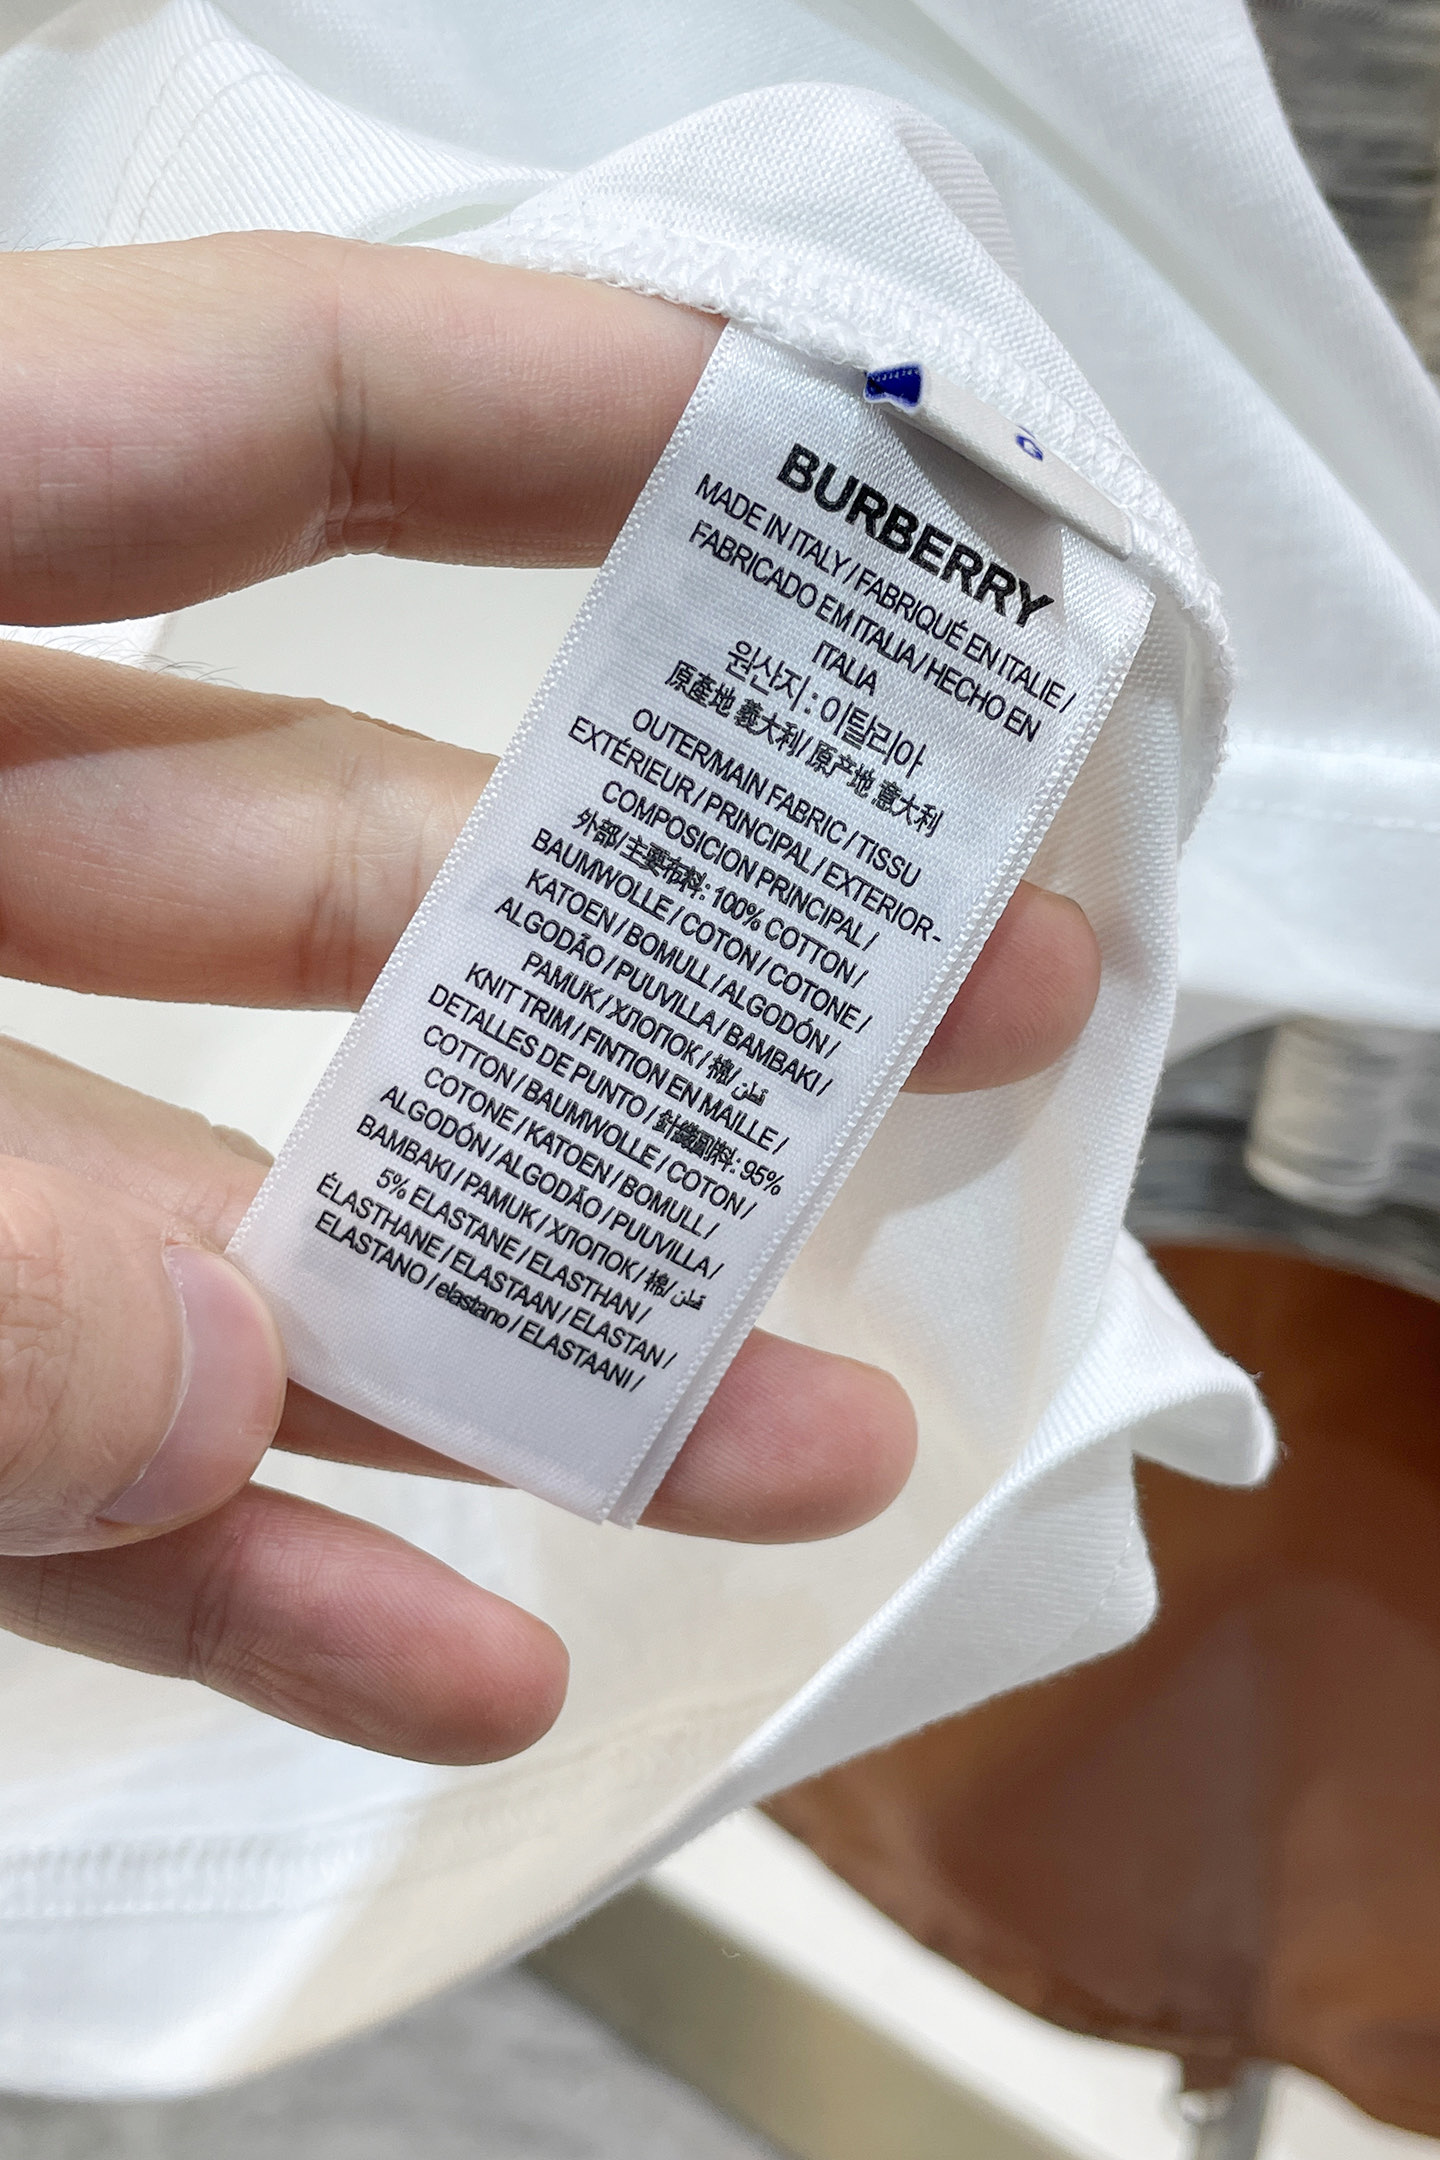 G
BURBERRY
MADE IN ITALY / FABRIQUÉ EN ITALIE /
FABRICADO EM ITALIA / HECHO EN
ITALIA
원산지 : 이탈리아
原產地 義大利/ 原产地 意大利
OUTER/MAIN FABRIC / TISSU
EXTÉRIEUR / PRINCIPAL / EXTERIOR-
COMPOSICION PRINCIPAL /
外部/主要布料: 100% COTTON /
BAUMWOLLE / COTON / COTONE /
KATOEN / BOMULL / ALGODÓN /
ALGODÃO / PUUVILLA / BAMBAKI /
PAMUK / ХЛОПОК / 棉/ قطن
KNIT TRIM / FINTION EN MAILLE /
DETALLES DE PUNTO / 針織副料: 95%
COTTON / BAUMWOLLE / COTON /
COTONE / KATOEN / BOMULL /
ALGODÓN / ALGODÃO / PUUVILLA /
BAMBAKI / PAMUK / ХЛОПОК / 棉/ قطن
5% ELASTANE / ELASTHAN /
ÉLASTHANE / ELASTAAN / ELASTAN /
ELASTANO / elastano / ELASTAANI /